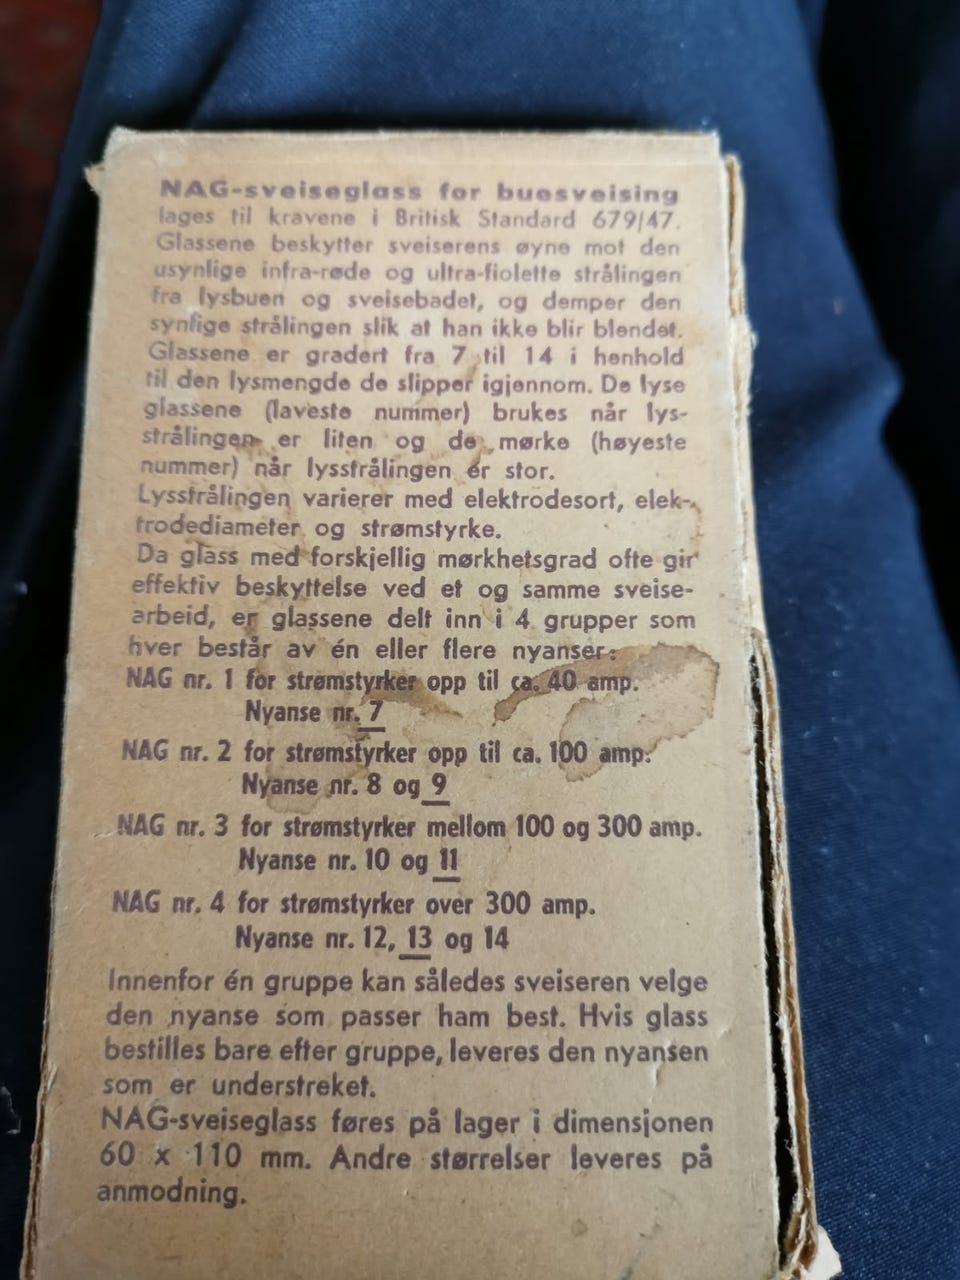 NAG-sveiseglass for buesveising
lages til kravene i Britisk Standard 679/47.
Glassene beskytter sveiserens øyne mot den
usynlige infra-røde og ultra-fiolette strålingen
fra lysbuen og sveisebadet, og demper den
synlige strålingen slik at han ikke blir blendet.
Glassene er gradert fra 7 til 14 i henhold
til den lysmengde de slipper igjennom. De lyse
glassene (laveste nummer) brukes når lys-
strålingen er liten og de mørke (høyeste
nummer) når lysstrålingen er stor.
Lysstrålingen varierer med elektrodesort, elek-
trodediameter og strømstyrke.
Da glass med forskjellig mørkhetsgrad ofte gir
effektiv beskyttelse ved et og samme sveise-
arbeid, er glassene delt inn i 4 grupper som
hver består av én eller flere nyanser:
NAG nr. 1 for strømstyrker opp til ca. 40 amp.
Nyanse nr. 7
NAG nr. 2 for strømstyrker opp til ca. 100 amp.
Nyanse nr. 8 og 9
NAG nr. 3 for strømstyrker mellom 100 og 300 amp.
Nyanse nr. 10 og 11
NAG nr. 4 for strømstyrker over 300 amp.
Nyanse nr. 12, 13 og 14
Innenfor én gruppe kan således sveiseren velge
den nyanse som passer ham best. Hvis glass
bestilles bare efter gruppe, leveres den nyansen
som er understreket.
NAG-sveiseglass føres på lager i dimensjonen
60 x 110 mm. Andre størrelser leveres på
anmodning.